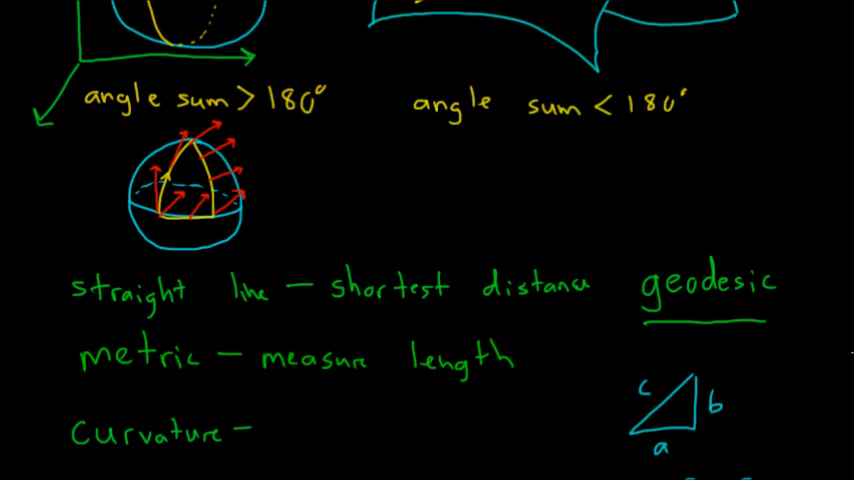 angle sum > 180°
angle sum < 180°
straight line – shortest distance geodesic
metric – measure length
c
b
a
curvature –